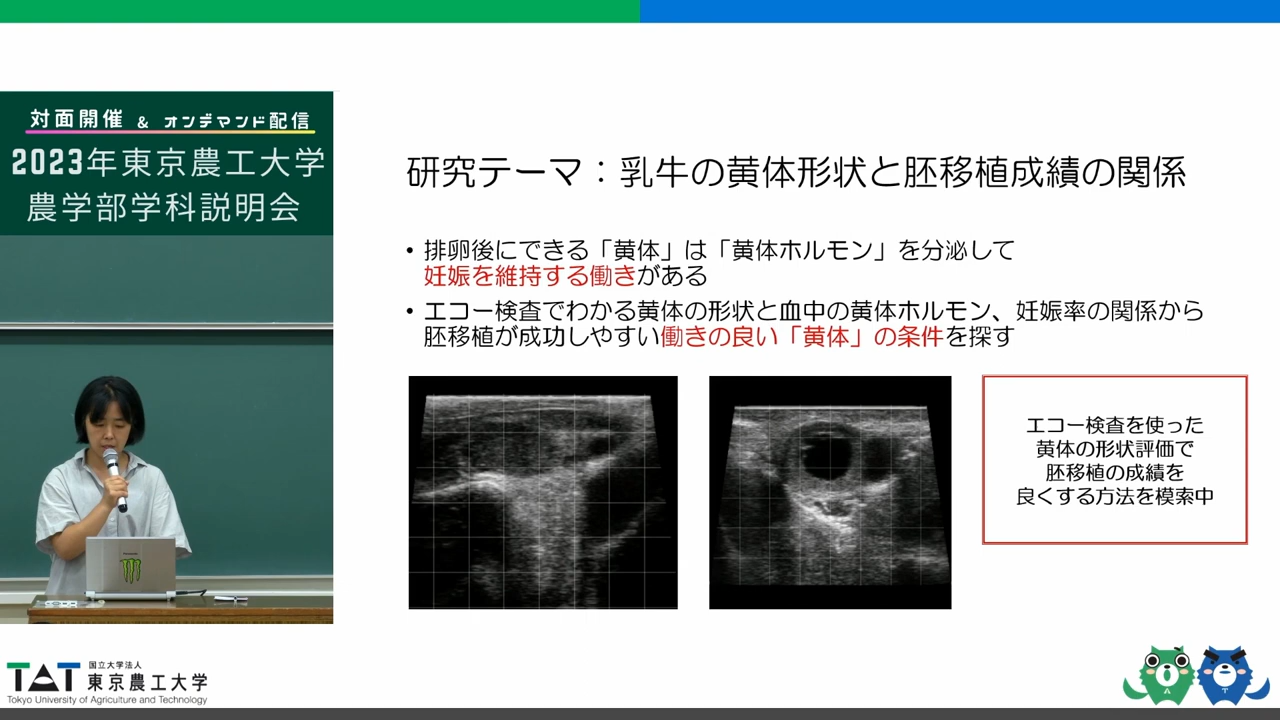 対面開催 & オンデマンド配信
2023年東京農工大学
農学部学科説明会
研究テーマ：乳牛の黄体形状と胚移植成績の関係
• 排卵後にできる「黄体」は「黄体ホルモン」を分泌して
妊娠を維持する働きがある
• エコー検査でわかる黄体の形状と血中の黄体ホルモン、妊娠率の関係から
胚移植が成功しやすい働きの良い「黄体」の条件を探す
エコー検査を使った
黄体の形状評価で
胚移植の成績を
良くする方法を模索中
TAT 国立大学法人
東京農工大学
Tokyo University of Agriculture and Technology
A T